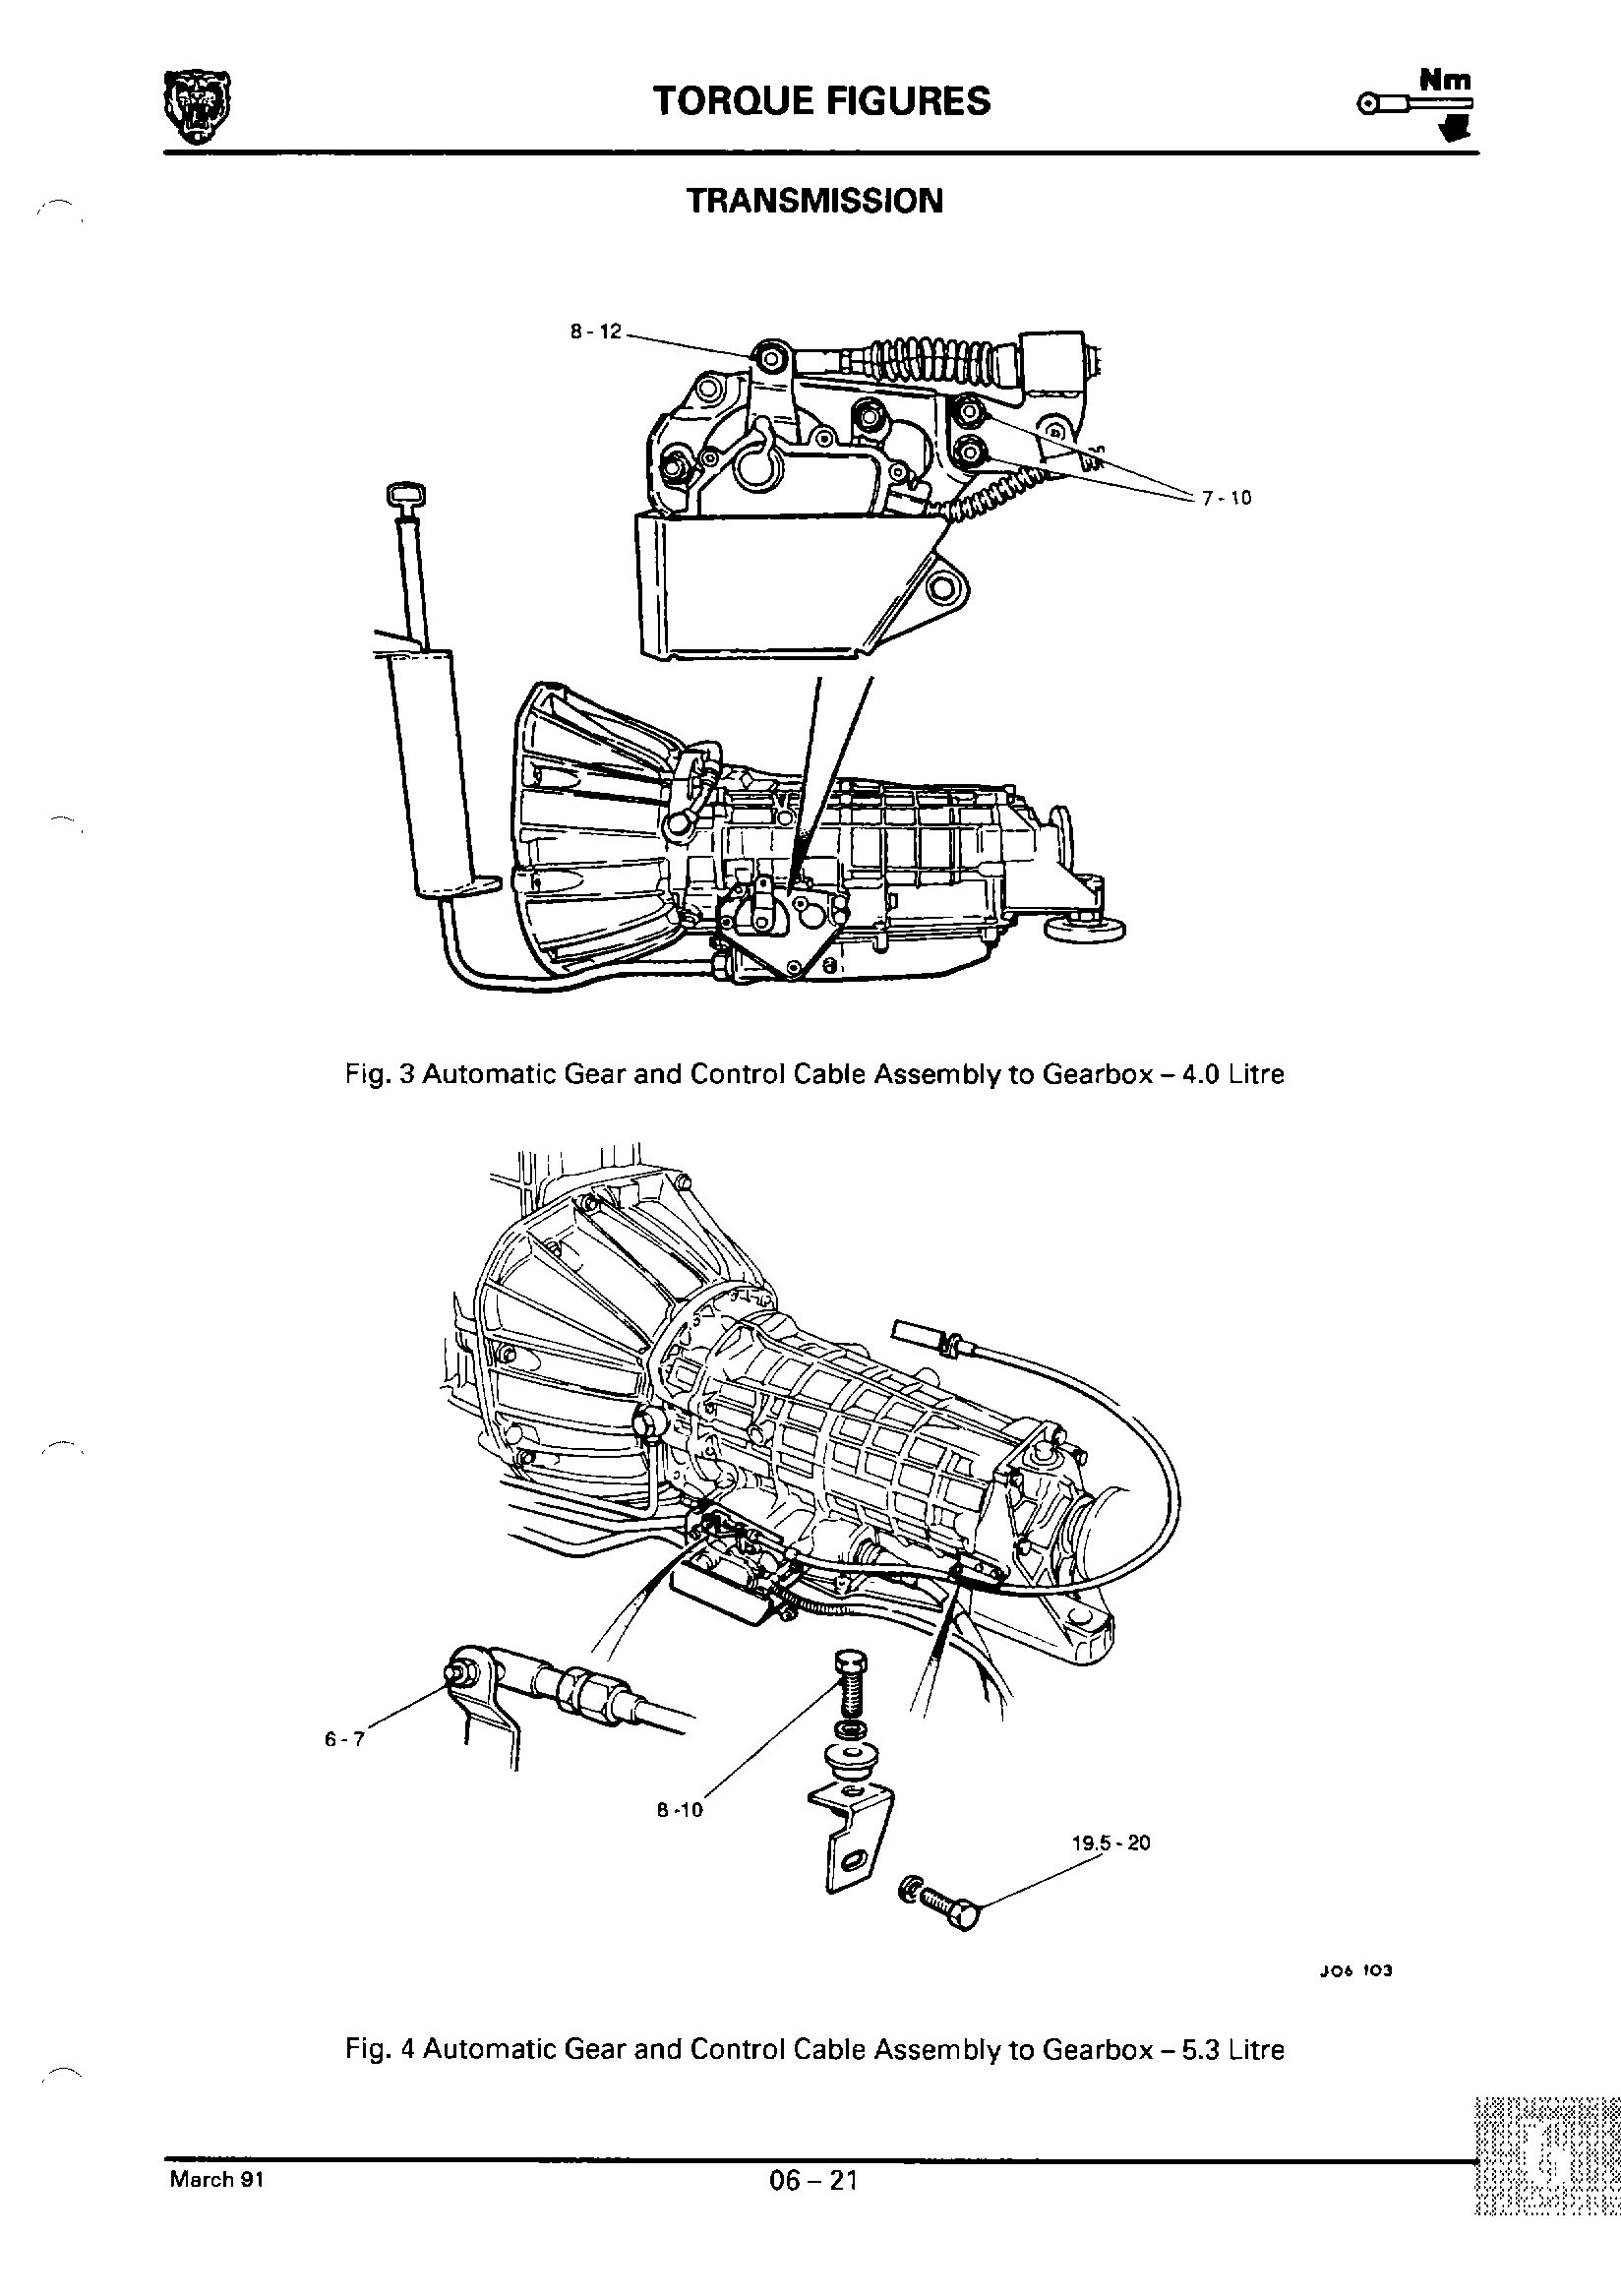 TORQUE FIGURES
Nm
TRANSMISSION
8 - 12
7 - 10
Fig. 3 Automatic Gear and Control Cable Assembly to Gearbox – 4.0 Litre
6 - 7
8 -10
19.5 - 20
J06 103
Fig. 4 Automatic Gear and Control Cable Assembly to Gearbox – 5.3 Litre
March 91
06 – 21